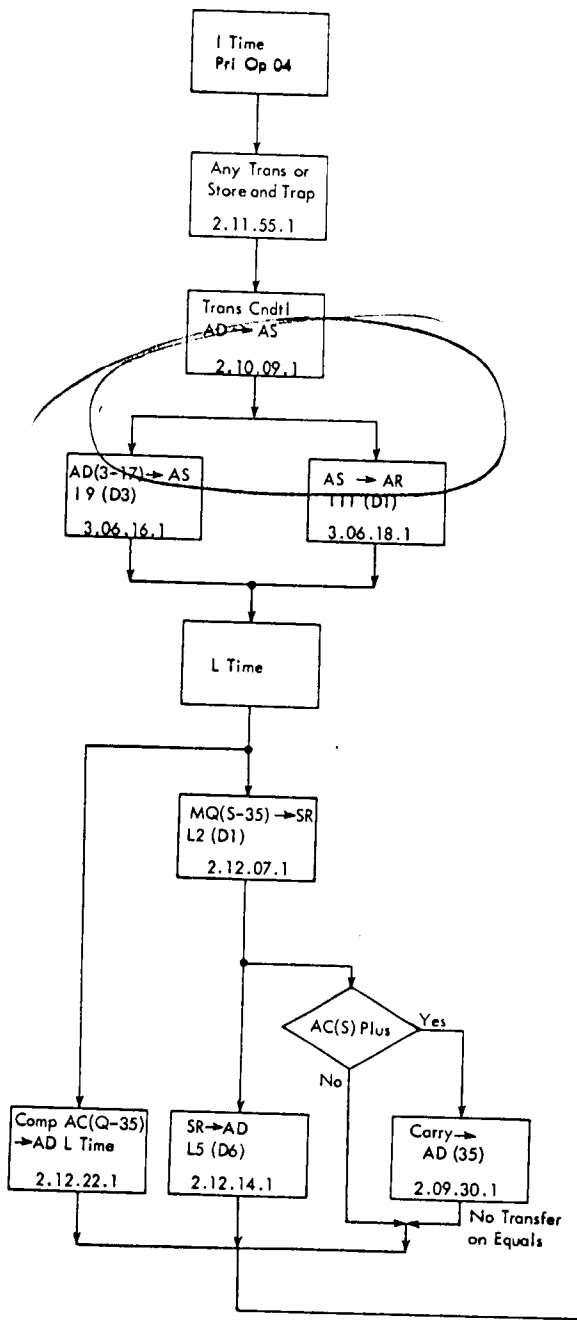 I Time
Pri Op 04
Any Trans or
Store and Trap
2.11.55.1
Trans Cndtl
AD → AS
2.10.09.1
AD(3-17) → AS
I 9 (D3)
3.06.16.1
AS → AR
I 11 (D1)
3.06.18.1
L Time
MQ(S-35) → SR
L2 (D1)
2.12.07.1
AC(S) Plus
Yes
No
Comp AC(Q-35)
→ AD L Time
2.12.22.1
SR → AD
L5 (D6)
2.12.14.1
Carry →
AD (35)
2.09.30.1
No Transfer
on Equals